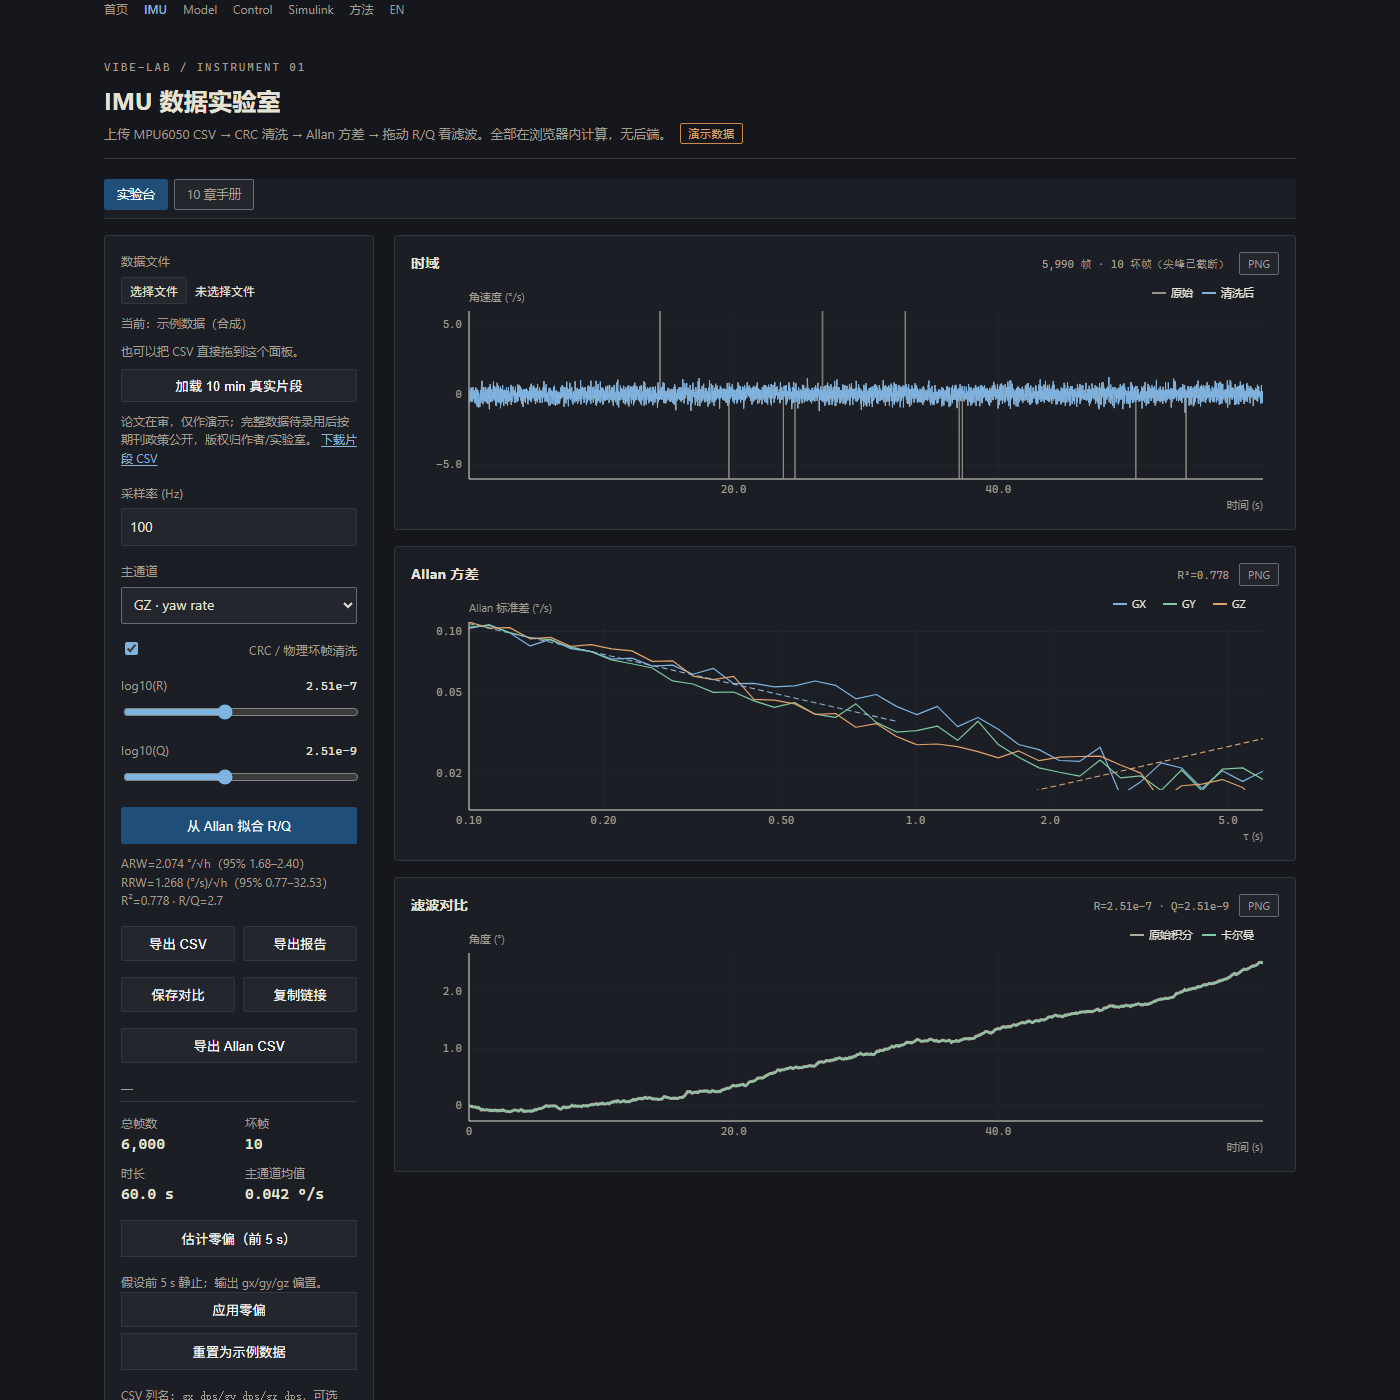 首页 IMU Model Control Simulink 方法 EN
VIBE-LAB / INSTRUMENT 01
IMU 数据实验室
上传 MPU6050 CSV → CRC 清洗 → Allan 方差 → 拖动 R/Q 看滤波。全部在浏览器内计算，无后端。 演示数据
实验台 10 章手册
数据文件
选择文件 未选择文件
当前：示例数据（合成）
也可以把 CSV 直接拖到这个面板。
加载 10 min 真实片段
论文在审，仅作演示；完整数据待录用后按
期刊政策公开，版权归作者/实验室。 下载片
段 CSV
采样率 (Hz)
100
主通道
GZ · yaw rate
CRC / 物理坏帧清洗
log10(R) 2.51e-7
log10(Q) 2.51e-9
从 Allan 拟合 R/Q
ARW=2.074 °/√h（95% 1.68–2.40）
RRW=1.268 (°/s)/√h（95% 0.77–32.53）
R²=0.778 · R/Q=2.7
导出 CSV 导出报告
保存对比 复制链接
导出 Allan CSV
—
总帧数 坏帧
6,000 10
时长 主通道均值
60.0 s 0.042 °/s
估计零偏（前 5 s）
假设前 5 s 静止；输出 gx/gy/gz 偏置。
应用零偏
重置为示例数据
CSV 列名：gx_dps/gy_dps/gz_dps，可选
时域
5,990 帧 · 10 坏帧（尖峰已截断） PNG
角速度 (°/s)
原始 清洗后
5.0
0
−5.0
20.0 40.0
时间 (s)
Allan 方差
R²=0.778 PNG
Allan 标准差 (°/s)
GX GY GZ
0.10
0.05
0.02
0.10 0.20 0.50 1.0 2.0 5.0
τ (s)
滤波对比
R=2.51e-7 · Q=2.51e-9 PNG
角度 (°)
原始积分 卡尔曼
2.0
1.0
0
0 20.0 40.0
时间 (s)